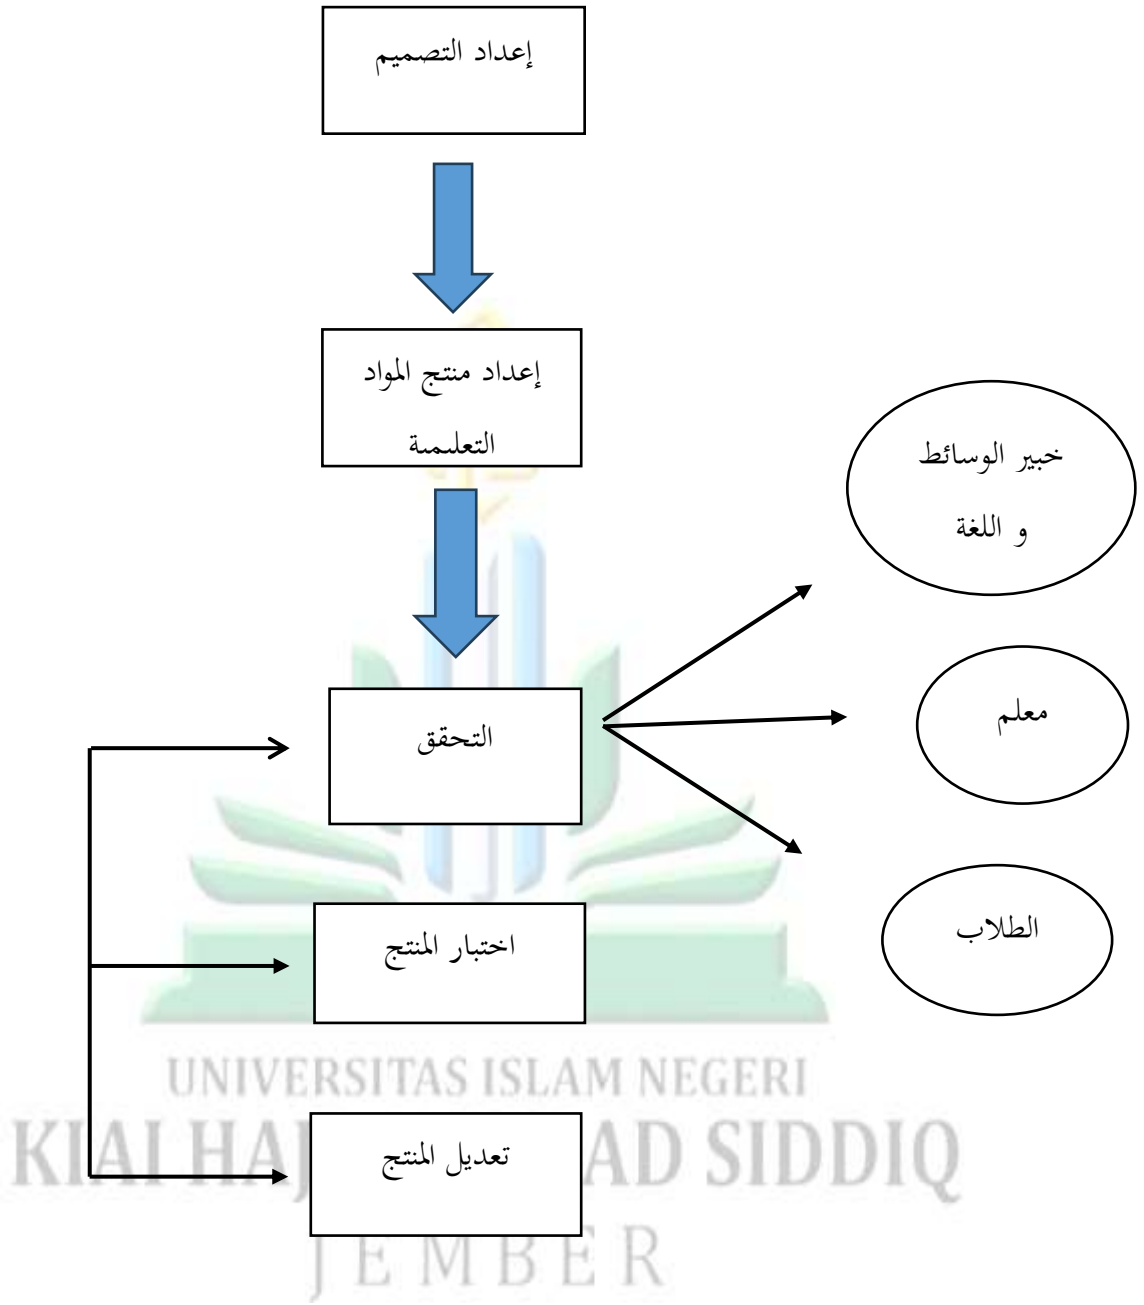 إعداد التصميم
إعداد منتج المواد
التعليمية
خبير الوسائط
و اللغة
التحقق
معلم
اختبار المنتج
الطلاب
تعديل المنتج
UNIVERSITAS ISLAM NEGERI
KIAI HAJ AD SIDDIQ
JEMBER